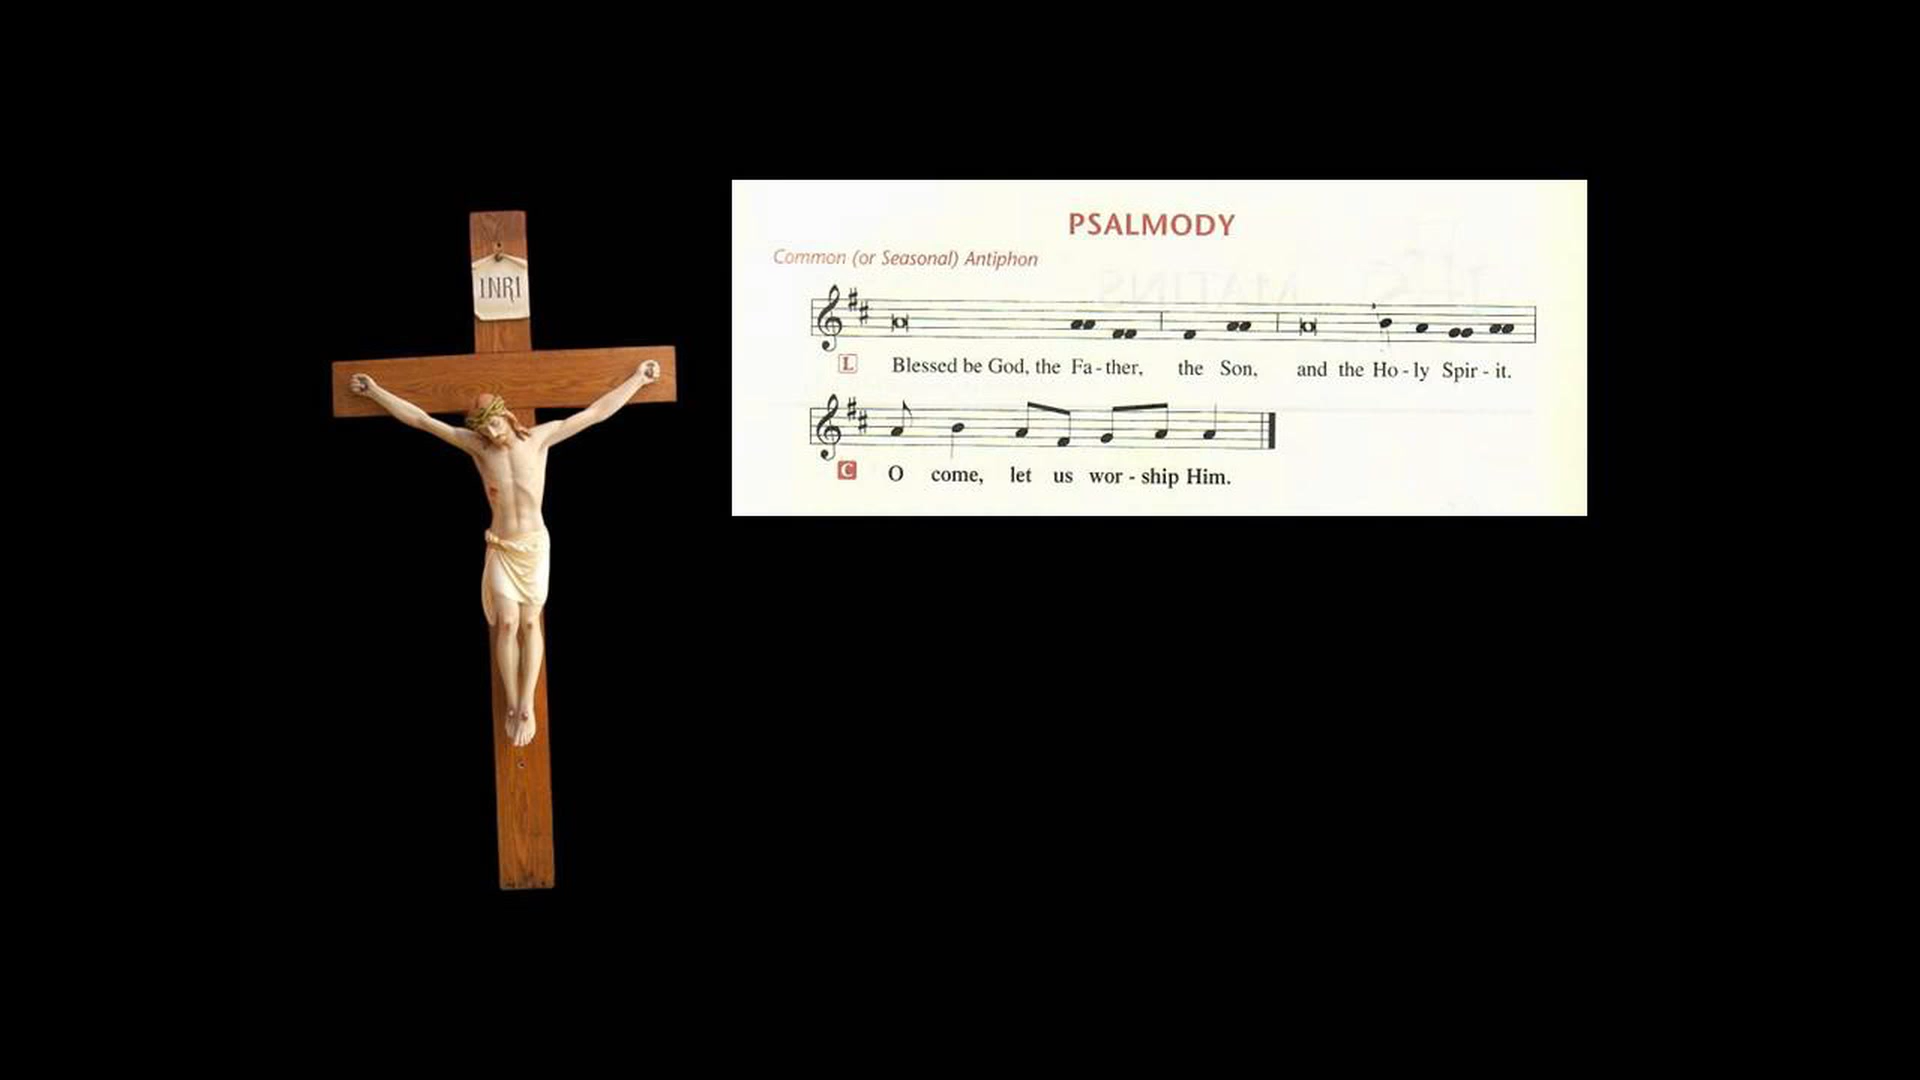 INRI
PSALMODY
Common (or Seasonal) Antiphon
L Blessed be God, the Fa - ther, the Son, and the Ho - ly Spir - it.
C O come, let us wor - ship Him.
MATINS